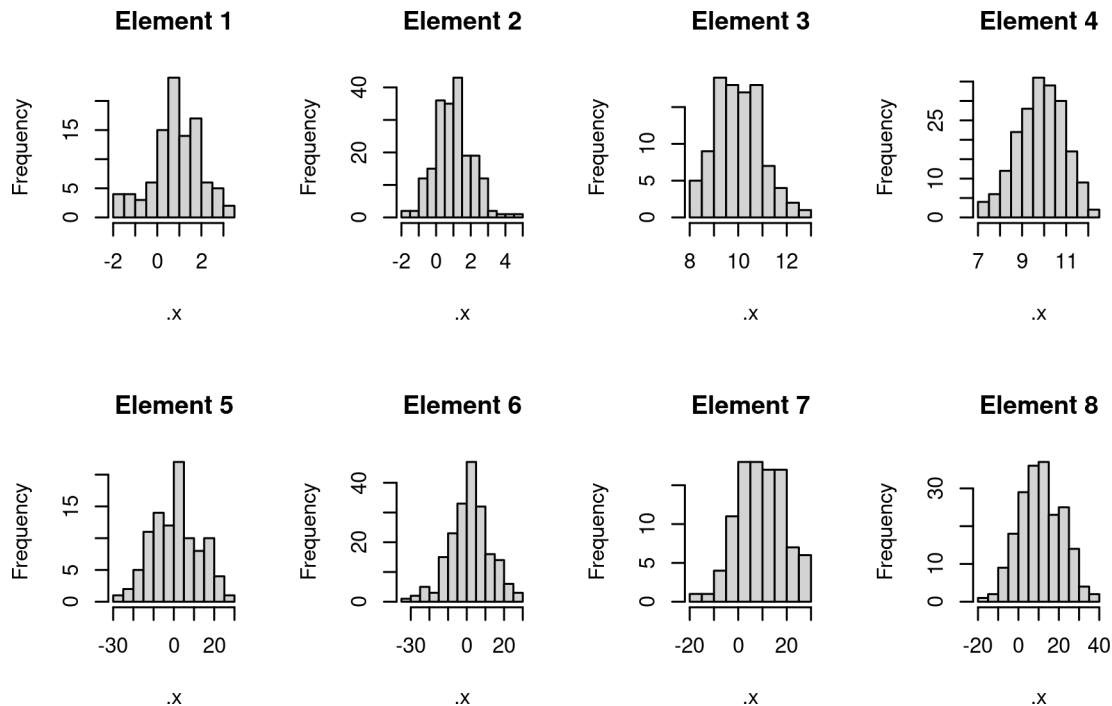 Element 1
Frequency
15
5
0
-2 0 2
.x
Element 2
Frequency
40
20
0
-2 0 2 4
.x
Element 3
Frequency
10
5
0
8 10 12
.x
Element 4
Frequency
25
10
0
7 9 11
.x
Element 5
Frequency
15
5
0
-30 0 20
.x
Element 6
Frequency
40
20
0
-30 0 20
.x
Element 7
Frequency
10
5
0
-20 0 20
.x
Element 8
Frequency
30
10
0
-20 0 20 40
.x